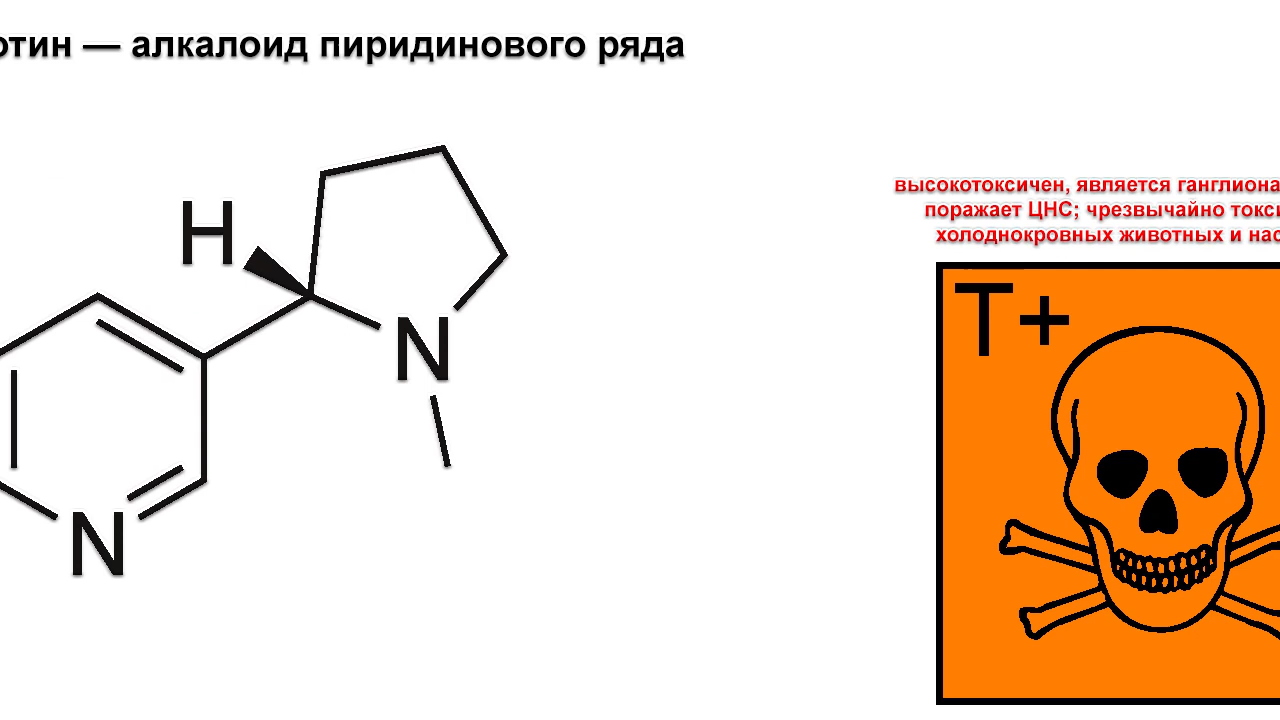 отин — алкалоид пиридинового ряда
высокотоксичен, является ганглиона
поражает ЦНС; чрезвычайно токси
холоднокровных животных и нас
T+
H
N
N